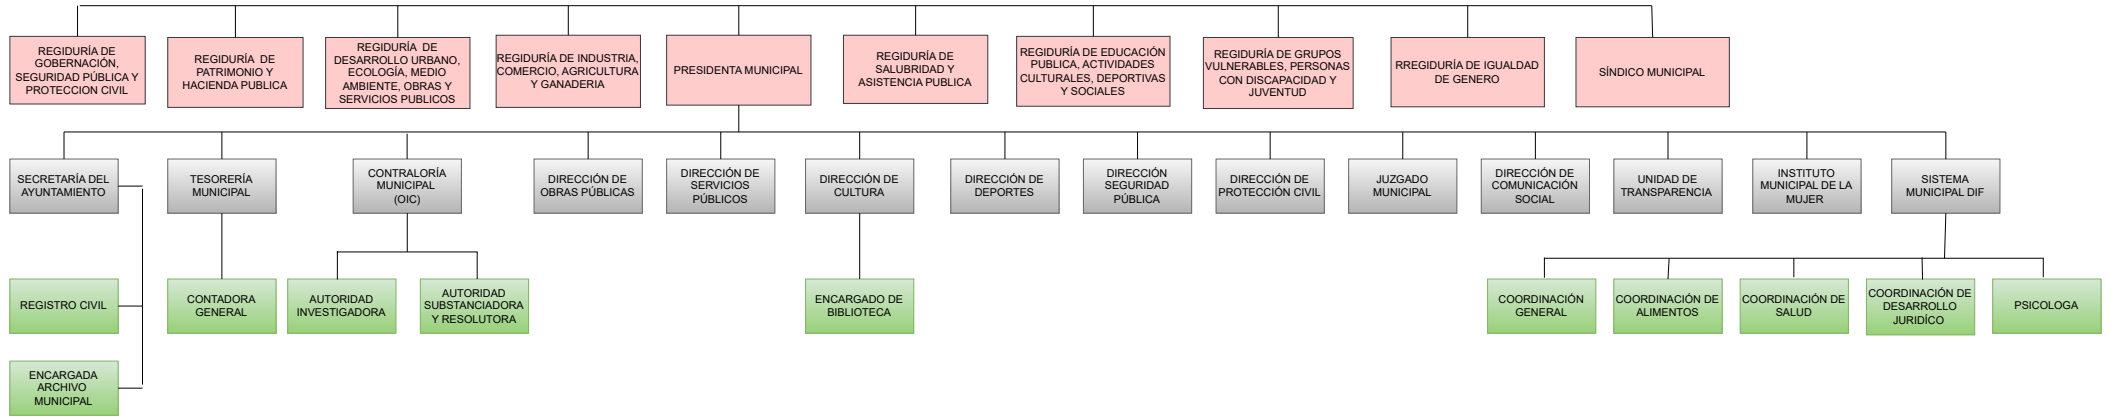 REGIDURÍA DE
GOBERNACIÓN,
SEGURIDAD PÚBLICA Y
PROTECCION CIVIL
REGIDURÍA DE
PATRIMONIO Y
HACIENDA PUBLICA
REGIDURÍA DE
DESARROLLO URBANO,
ECOLOGÍA, MEDIO
AMBIENTE, OBRAS Y
SERVICIOS PUBLICOS
REGIDURÍA DE INDUSTRIA,
COMERCIO, AGRICULTURA
Y GANADERIA
PRESIDENTA MUNICIPAL
REGIDURÍA DE
SALUBRIDAD Y
ASISTENCIA PUBLICA
REGIDURÍA DE EDUCACIÓN
PUBLICA, ACTIVIDADES
CULTURALES, DEPORTIVAS
Y SOCIALES
REGIDURÍA DE GRUPOS
VULNERABLES, PERSONAS
CON DISCAPACIDAD Y
JUVENTUD
RREGIDURÍA DE IGUALDAD
DE GENERO
SÍNDICO MUNICIPAL
SECRETARÍA DEL
AYUNTAMIENTO
TESORERÍA
MUNICIPAL
CONTRALORÍA
MUNICIPAL
(OIC)
DIRECCIÓN DE
OBRAS PÚBLICAS
DIRECCIÓN DE
SERVICIOS
PÚBLICOS
DIRECCIÓN DE
CULTURA
DIRECCIÓN DE
DEPORTES
DIRECCIÓN
SEGURIDAD
PÚBLICA
DIRECCIÓN DE
PROTECCIÓN CIVIL
JUZGADO
MUNICIPAL
DIRECCIÓN DE
COMUNICACIÓN
SOCIAL
UNIDAD DE
TRANSPARENCIA
INSTITUTO
MUNICIPAL DE LA
MUJER
SISTEMA
MUNICIPAL DIF
REGISTRO CIVIL
CONTADORA
GENERAL
AUTORIDAD
INVESTIGADORA
AUTORIDAD
SUBSTANCIADORA
Y RESOLUTORA
ENCARGADO DE
BIBLIOTECA
COORDINACIÓN
GENERAL
COORDINACIÓN DE
ALIMENTOS
COORDINACIÓN DE
SALUD
COORDINACIÓN DE
DESARROLLO
JURIDÍCO
PSICOLOGA
ENCARGADA
ARCHIVO
MUNICIPAL